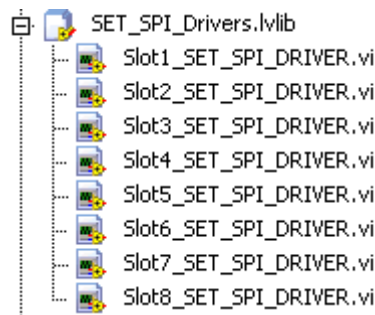 SET_SPI_Drivers.lvlib
Slot1_SET_SPI_DRIVER.vi
Slot2_SET_SPI_DRIVER.vi
Slot3_SET_SPI_DRIVER.vi
Slot4_SET_SPI_DRIVER.vi
Slot5_SET_SPI_DRIVER.vi
Slot6_SET_SPI_DRIVER.vi
Slot7_SET_SPI_DRIVER.vi
Slot8_SET_SPI_DRIVER.vi